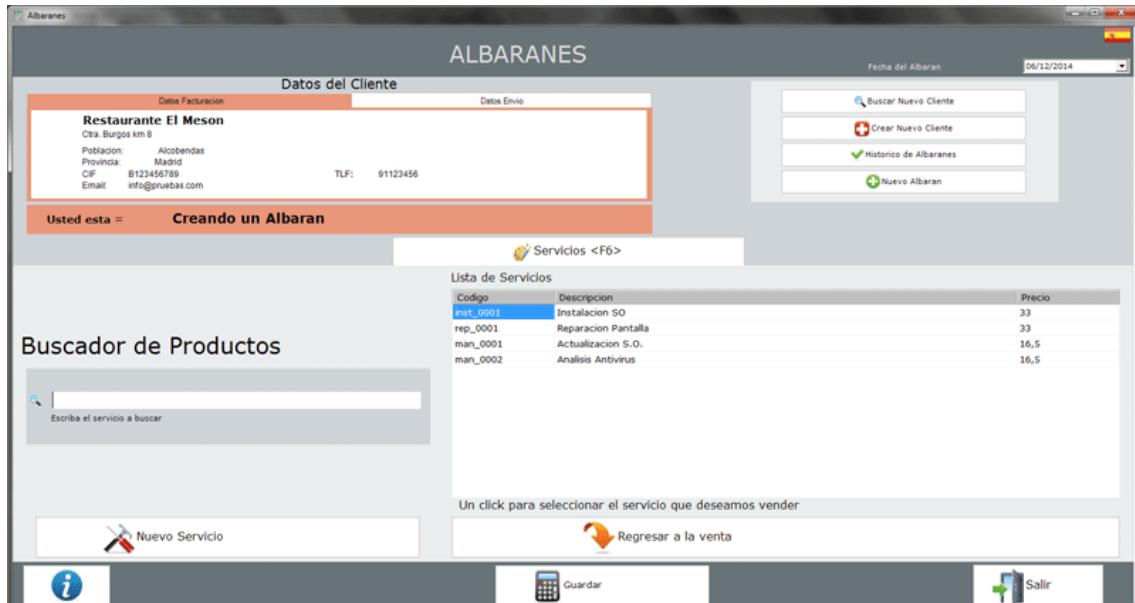 Albaranes
ALBARANES
Fecha del Albaran 06/12/2014
Datos del Cliente
Datos Facturacion Datos Envio
Restaurante El Meson
Ctra. Burgos km 8
Poblacion: Alcobendas
Provincia: Madrid
CIF B123456789 TLF: 91123456
Email: info@pruebas.com
Buscar Nuevo Cliente
Crear Nuevo Cliente
Historico de Albaranes
Nuevo Albaran
Usted esta = Creando un Albaran
Servicios <F6>
Lista de Servicios
Codigo Descripcion Precio
inst_0001 Instalacion SO 33
rep_0001 Reparacion Pantalla 33
man_0001 Actualizacion S.O. 16,5
man_0002 Analisis Antivirus 16,5
Buscador de Productos
Escriba el servicio a buscar
Un click para seleccionar el servicio que deseamos vender
Nuevo Servicio
Regresar a la venta
Guardar
Salir